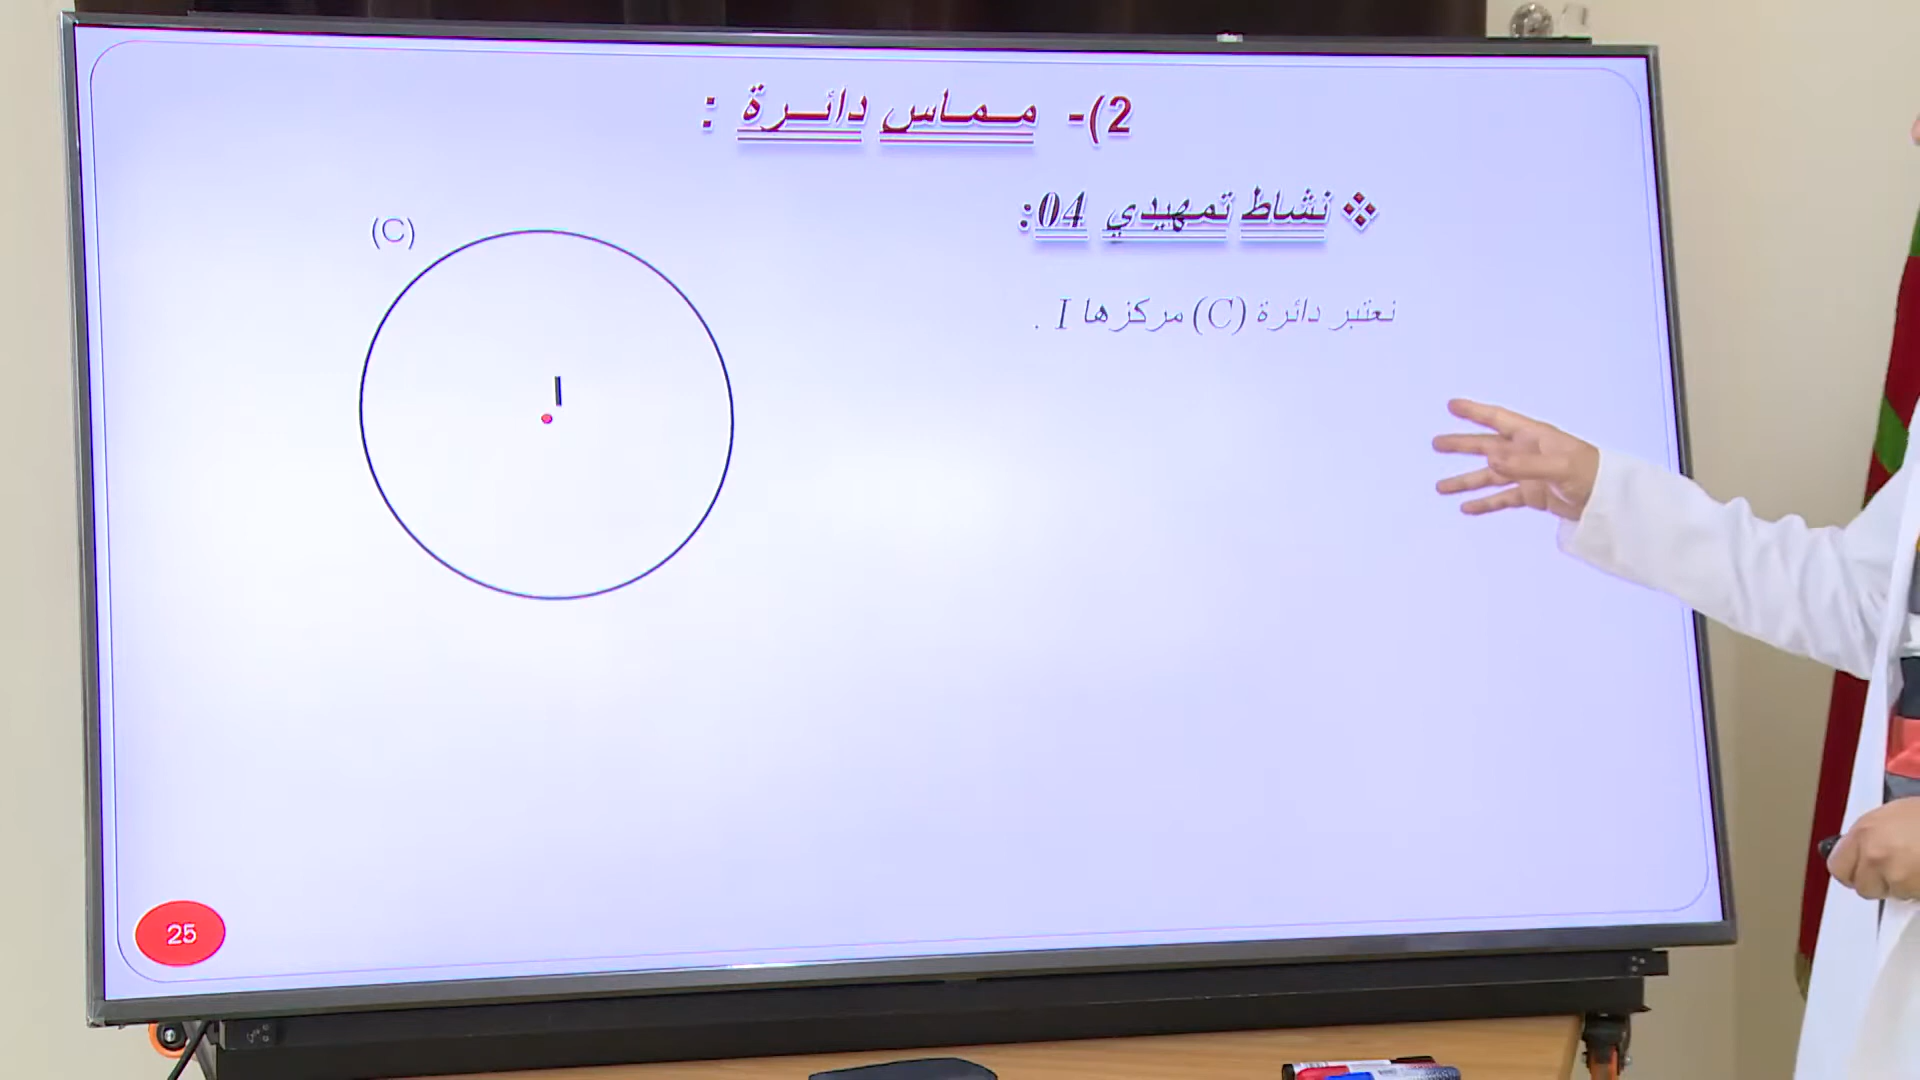 2)- مماس دائرة :
❖ نشاط تمهيدي 04:
نعتبر دائرة (C) مركزها I .
(C)
I
25